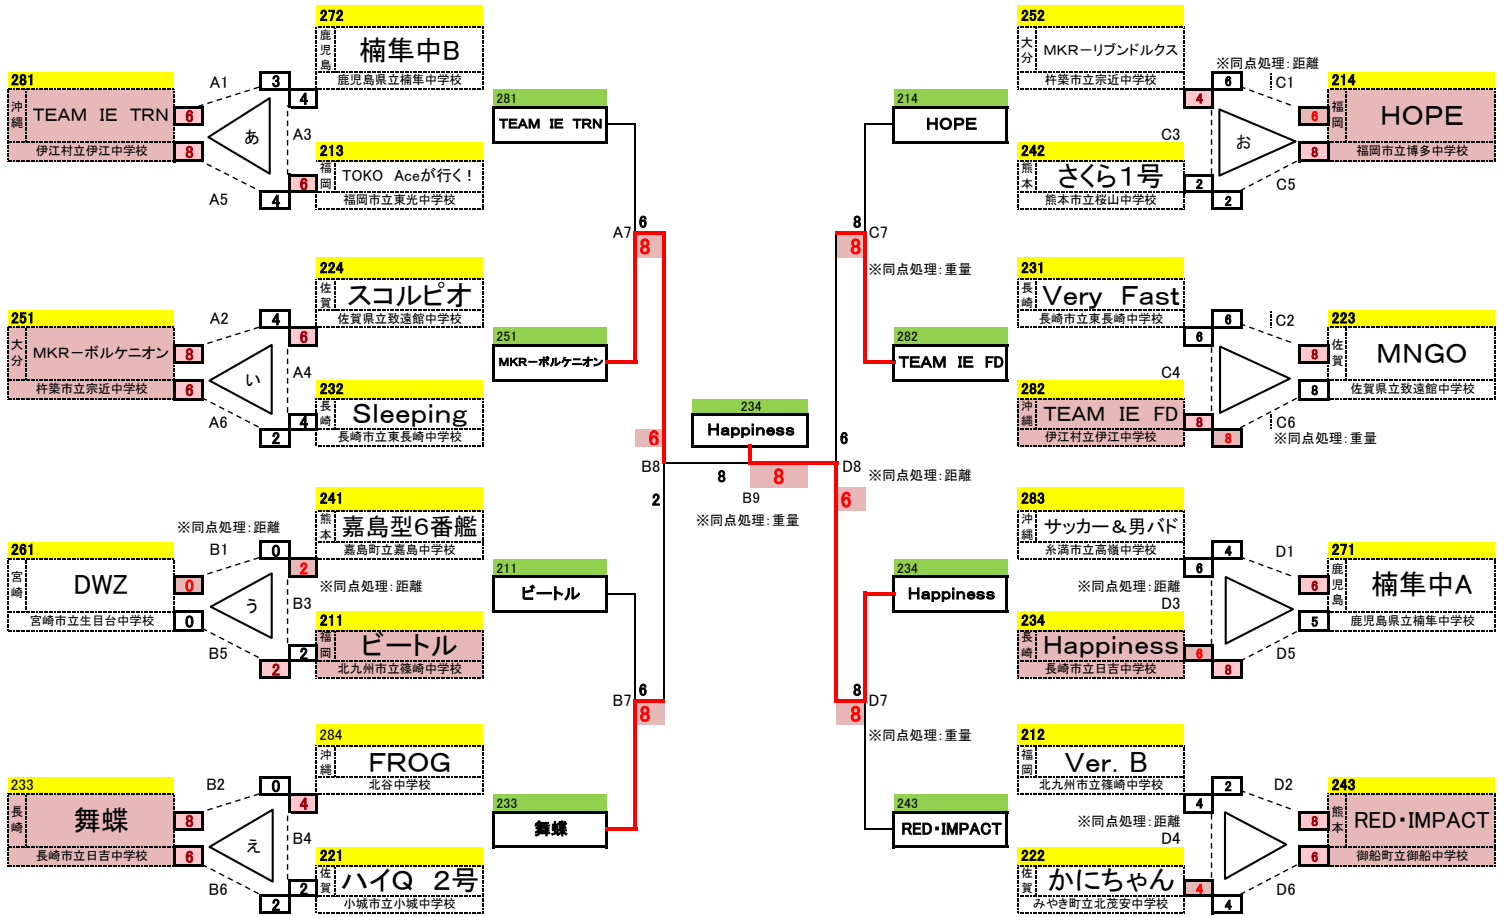 272
鹿児島
楠隼中B
鹿児島県立楠隼中学校
281
沖縄
TEAM IE TRN
伊江村立伊江中学校
A1
3
4
6
8
あ
A3
A5
4
6
213
福岡
TOKO Aceが行く!
福岡市立東光中学校
281
TEAM IE TRN
224
佐賀
スコルピオ
佐賀県立致遠館中学校
251
大分
MKR-ボルケニオン
杵築市立宗近中学校
A2
4
6
8
6
い
A4
A6
2
4
232
長崎
Sleeping
長崎市立東長崎中学校
251
MKR-ボルケニオン
A7
6
8
241
熊本
嘉島型6番艦
嘉島町立嘉島中学校
※同点処理:距離
261
宮崎
DWZ
宮崎市立生目台中学校
B1
0
2
※同点処理:距離
0
0
う
B3
B5
2
2
211
福岡
ビートル
北九州市立篠崎中学校
211
ビートル
284
沖縄
FROG
北谷中学校
233
長崎
舞蝶
長崎市立日吉中学校
B2
0
4
8
6
え
B4
B6
2
2
221
佐賀
ハイQ 2号
小城市立小城中学校
233
舞蝶
B7
6
8
6
B8
2
234
Happiness
8
8
B9
※同点処理:重量
6
D8
※同点処理:距離
6
214
HOPE
8
C7
8
※同点処理:重量
282
TEAM IE FD
234
Happiness
8
D7
8
※同点処理:重量
243
RED・IMPACT
252
大分
MKR-リブンドルクス
杵築市立宗近中学校
※同点処理:距離
4
6
C1
214
福岡
HOPE
福岡市立博多中学校
6
8
お
C3
C5
2
2
242
熊本
さくら1号
熊本市立桜山中学校
231
長崎
Very Fast
長崎市立東長崎中学校
6
6
C2
223
佐賀
MNGO
佐賀県立致遠館中学校
8
8
C4
C6
※同点処理:重量
282
沖縄
TEAM IE FD
伊江村立伊江中学校
8
8
283
沖縄
サッカー&男バド
糸満市立高嶺中学校
6
4
D1
271
鹿児島
楠隼中A
鹿児島県立楠隼中学校
6
5
※同点処理:距離
D3
D5
234
長崎
Happiness
長崎市立日吉中学校
6
8
212
福岡
Ver. B
北九州市立篠崎中学校
4
2
D2
243
熊本
RED・IMPACT
御船町立御船中学校
8
6
※同点処理:距離
D4
D6
222
佐賀
かにちゃん
みやき町立北茂安中学校
4
4